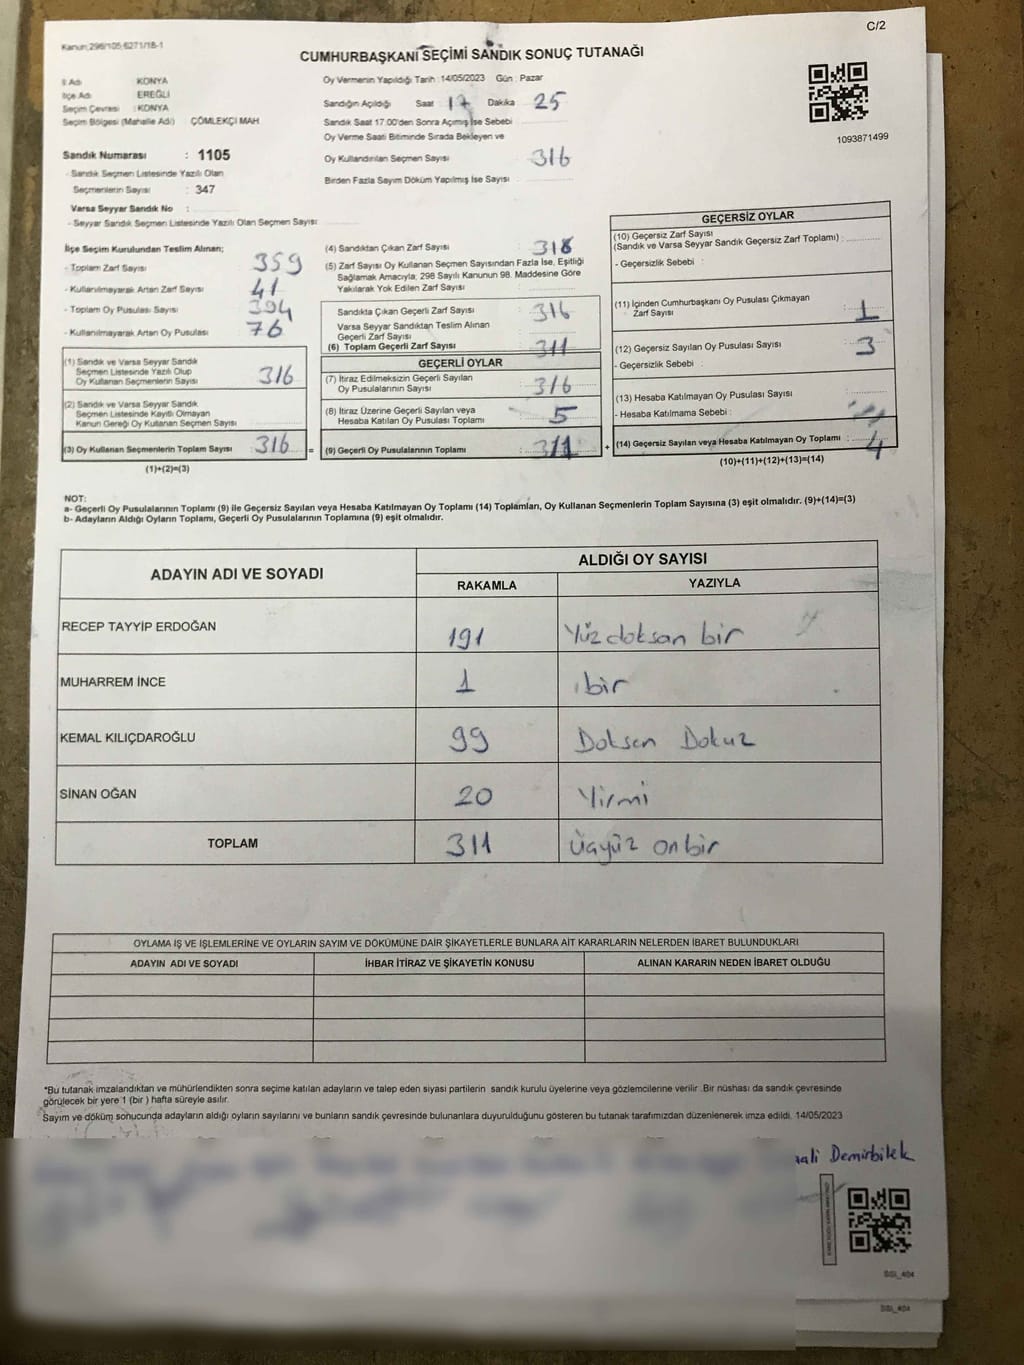 C/2
Kanun:298/105;6271/18-1
CUMHURBAŞKANI SEÇİMİ SANDIK SONUÇ TUTANAĞI
İl Adı KONYA
İlçe Adı EREĞLİ
Seçim Çevresi : KONYA
Seçim Bölgesi (Mahalle Adı) : ÇÖMLEKÇİ MAH.
Oy Vermenin Yapıldığı Tarih :14/05/2023 Gün : Pazar
Sandığın Açıldığı Saat 17 Dakika 25
Sandık Saat 17.00'den Sonra Açımış İse Sebebi :
Oy Verme Saati Bitiminde Sırada Bekleyen ve
Oy Kullandırılan Seçmen Sayısı 316
Birden Fazla Sayım Döküm Yapılmış İse Sayısı :
1093871499
Sandık Numarası : 1105
- Sandık Seçmen Listesinde Yazılı Olan
Seçmenlerin Sayısı : 347
Varsa Seyyar Sandık No :
- Seyyar Sandık Seçmen Listesinde Yazılı Olan Seçmen Sayısı:
İlçe Seçim Kurulundan Teslim Alınan;
- Toplam Zarf Sayısı 359
- Kullanılmayarak Artan Zarf Sayısı : 41
- Toplam Oy Pusulası Sayısı : 394
- Kullanılmayarak Artan Oy Pusulası : 76
(1) Sandık ve Varsa Seyyar Sandık
Seçmen Listesinde Yazılı Olup
Oy Kullanan Seçmenlerin Sayısı : 316
(2) Sandık ve Varsa Seyyar Sandık
Seçmen Listesinde Kayıtlı Olmayan
Kanun Gereği Oy Kullanan Seçmen Sayısı
(3) Oy Kullanan Seçmenlerin Toplam Sayısı : 316 =
(1)+(2)=(3)
(4) Sandıktan Çıkan Zarf Sayısı : 318
(5) Zarf Sayısı Oy Kullanan Seçmen Sayısından Fazla İse, Eşitliği
Sağlamak Amacıyla; 298 Sayılı Kanunun 98. Maddesine Göre
Yakılarak Yok Edilen Zarf Sayısı
Sandıkta Çıkan Geçerli Zarf Sayısı : 316
Varsa Seyyar Sandıktan Teslim Alınan
Geçerli Zarf Sayısı
(6) Toplam Geçerli Zarf Sayısı 311
GEÇERLİ OYLAR
(7) İtiraz Edilmeksizin Geçerli Sayılan
Oy Pusulalarının Sayısı : 316
(8) İtiraz Üzerine Geçerli Sayılan veya
Hesaba Katılan Oy Pusulası Toplamı : 5
(9) Geçerli Oy Pusulalarının Toplamı 311 +
GEÇERSİZ OYLAR
(10) Geçersiz Zarf Sayısı
(Sandık ve Varsa Seyyar Sandık Geçersiz Zarf Toplamı) :
- Geçersizlik Sebebi :
(11) İçinden Cumhurbaşkanı Oy Pusulası Çıkmayan
Zarf Sayısı : 1
(12) Geçersiz Sayılan Oy Pusulası Sayısı : 3
- Geçersizlik Sebebi :
(13) Hesaba Katılmayan Oy Pusulası Sayısı
- Hesaba Katılmama Sebebi :
(14) Geçersiz Sayılan veya Hesaba Katılmayan Oy Toplamı : 4
(10)+(11)+(12)+(13)=(14)
NOT:
a- Geçerli Oy Pusulalarının Toplamı (9) ile Geçersiz Sayılan veya Hesaba Katılmayan Oy Toplamı (14) Toplamları, Oy Kullanan Seçmenlerin Toplam Sayısına (3) eşit olmalıdır. (9)+(14)=(3)
b- Adayların Aldığı Oyların Toplamı, Geçerli Oy Pusulalarının Toplamına (9) eşit olmalıdır.
ADAYIN ADI VE SOYADI ALDIĞI OY SAYISI
RAKAMLA YAZIYLA
RECEP TAYYİP ERDOĞAN 191 Yüz doksan bir
MUHARREM İNCE 1 bir
KEMAL KILIÇDAROĞLU 99 Doksan Dokuz
SİNAN OĞAN 20 Yirmi
TOPLAM 311 üçyüz onbir
OYLAMA İŞ VE İŞLEMLERİNE VE OYLARIN SAYIM VE DÖKÜMÜNE DAİR ŞİKAYETLERLE BUNLARA AİT KARARLARIN NELERDEN İBARET BULUNDUKLARI
ADAYIN ADI VE SOYADI İHBAR İTİRAZ VE ŞİKAYETİN KONUSU ALINAN KARARIN NEDEN İBARET OLDUĞU
*Bu tutanak imzalandıktan ve mühürlendikten sonra seçime katılan adayların ve talep eden siyasi partilerin sandık kurulu üyelerine veya gözlemcilerine verilir .Bir nüshası da sandık çevresinde
görülecek bir yere 1 (bir ) hafta süreyle asılır.
Sayım ve döküm sonucunda adayların aldığı oyların sayılarını ve bunların sandık çevresinde bulunanlara duyurulduğunu gösteren bu tutanak tarafımızdan düzenlenerek imza edildi. 14/05/2023
ali Demirbilek